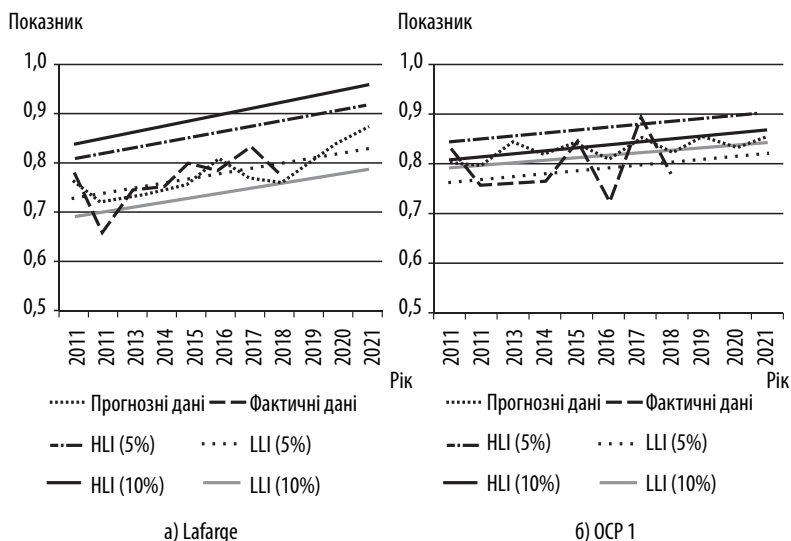 Показник
1,0
0,9
0,8
0,7
0,6
0,5
2011
2011
2013
2014
2015
2016
2017
2018
2019
2020
2021
Рік
Прогнозні дані
Фактичні дані
HLI (5%)
LLI (5%)
HLI (10%)
LLI (10%)
а) Lafarge
Показник
1,0
0,9
0,8
0,7
0,6
0,5
2011
2011
2013
2014
2015
2016
2017
2018
2019
2020
2021
Рік
Прогнозні дані
Фактичні дані
HLI (5%)
LLI (5%)
HLI (10%)
LLI (10%)
б) OCP 1